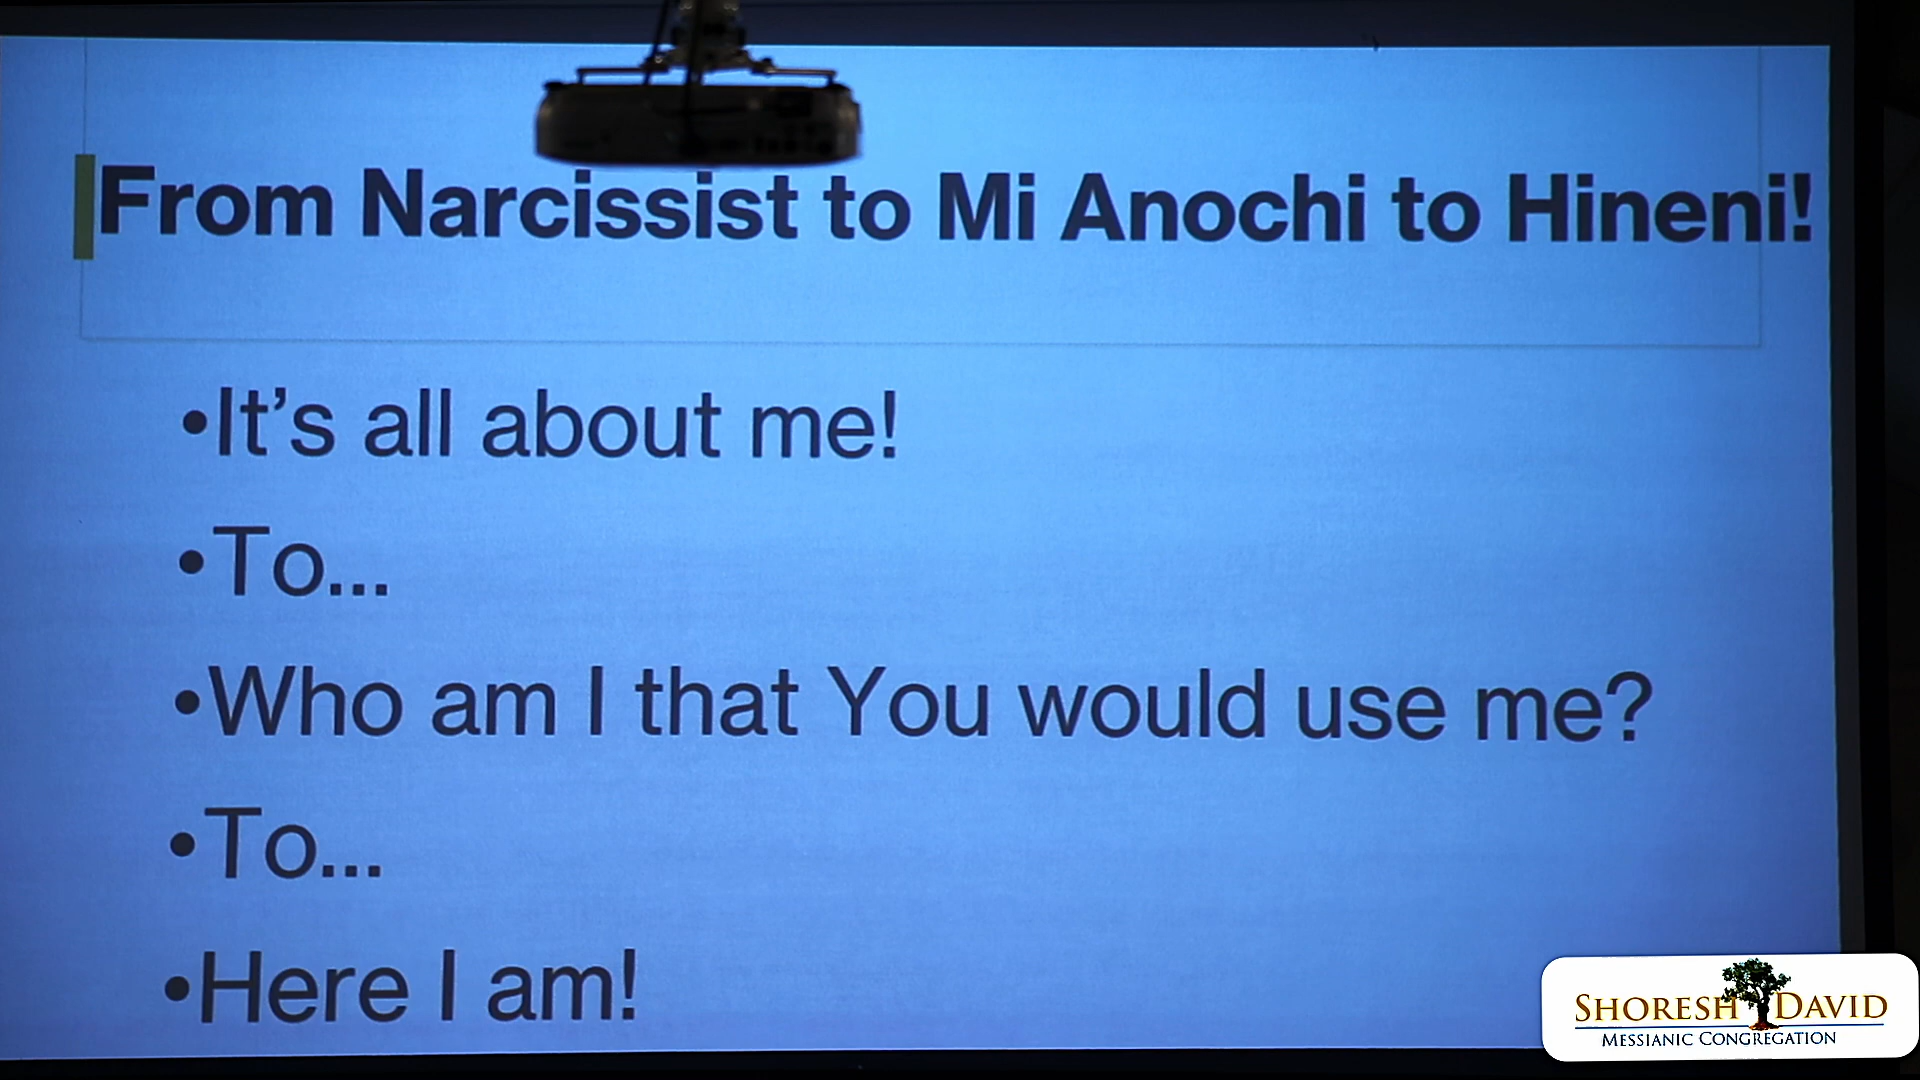 From Narcissist to Mi Anochi to Hineni!
•It’s all about me!
•To...
•Who am I that You would use me?
•To...
•Here I am!
SHORESH DAVID
MESSIANIC CONGREGATION